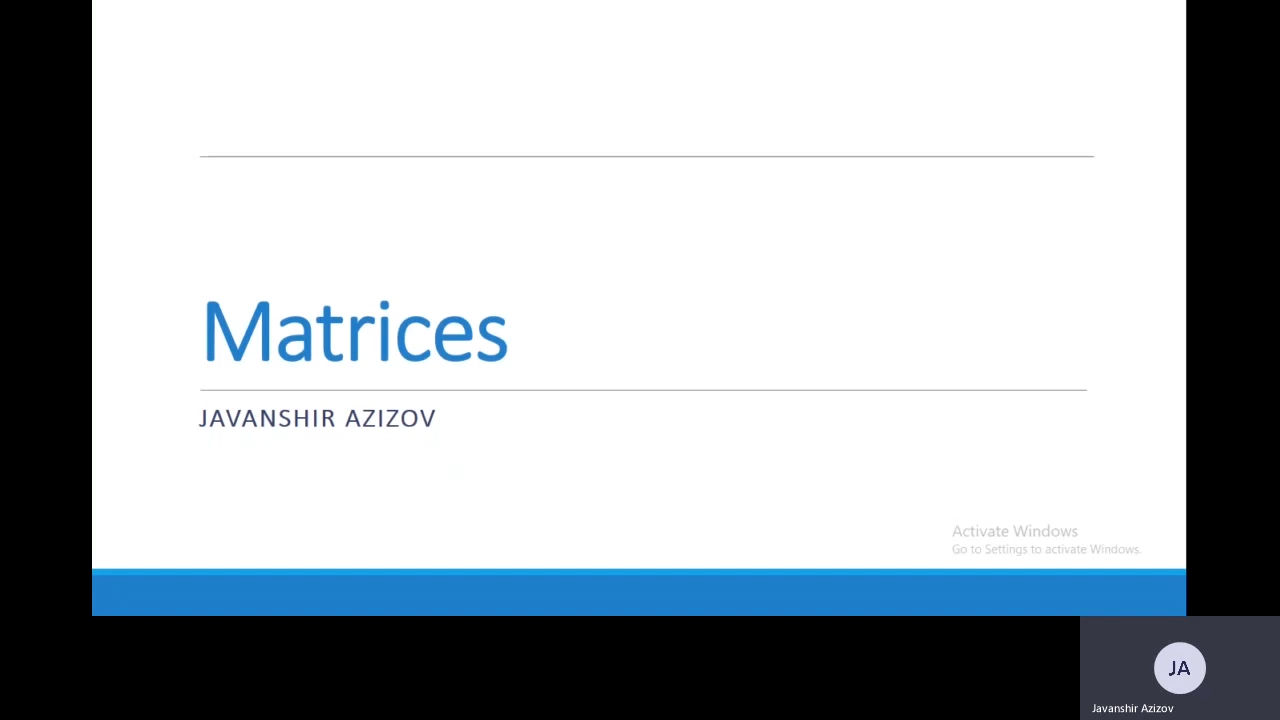 Matrices
JAVANSHIR AZIZOV
Activate Windows
Go to Settings to activate Windows.
JA
Javanshir Azizov